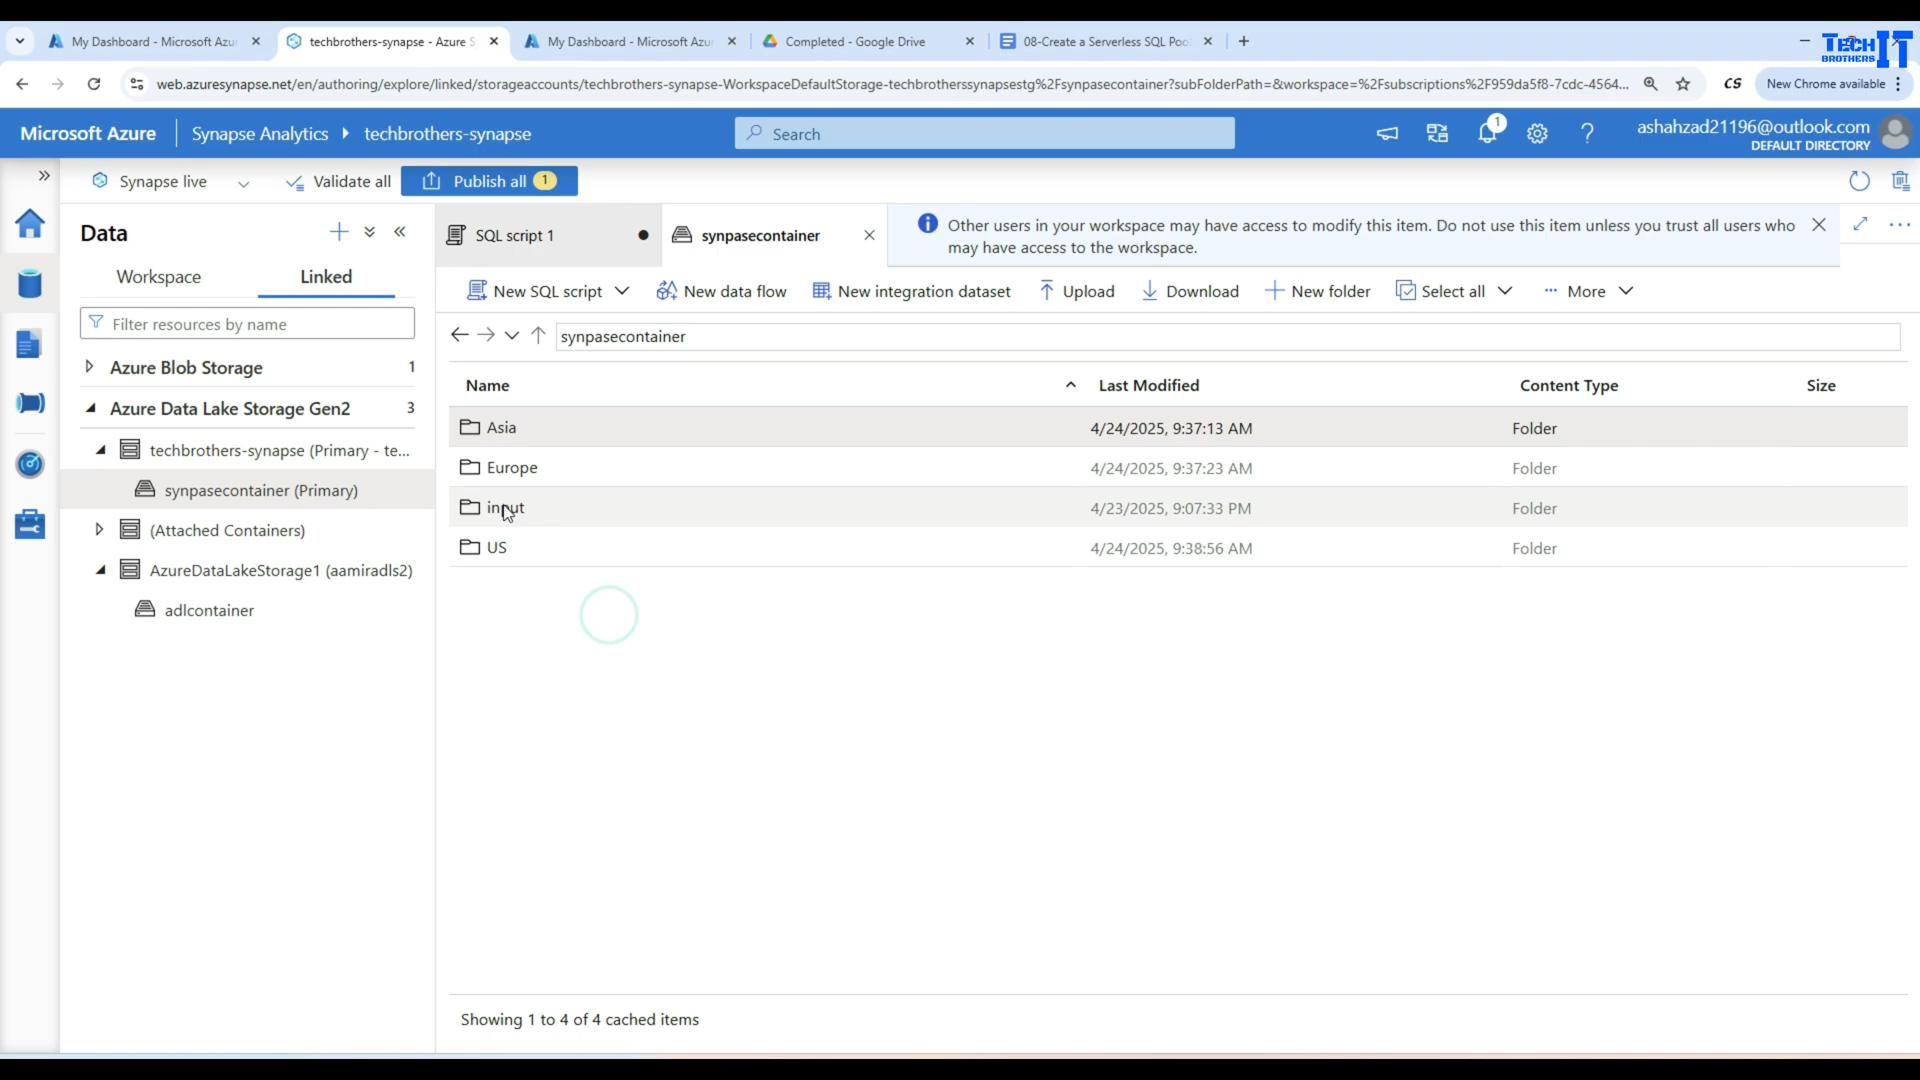 My Dashboard - Microsoft Azur
techbrothers-synapse - Azure S
My Dashboard - Microsoft Azur
Completed - Google Drive
08-Create a Serverless SQL Poo
TECH IT BROTHERS
web.azuresynapse.net/en/authoring/explore/linked/storageaccounts/techbrothers-synapse-WorkspaceDefaultStorage-techbrotherssynapsestg%2Fsynpasecontainer?subFolderPath=&workspace=%2Fsubscriptions%2F959da5f8-7cdc-4564...
CS
New Chrome available
Microsoft Azure
Synapse Analytics
techbrothers-synapse
Search
1
ashahzad21196@outlook.com
DEFAULT DIRECTORY
Synapse live
Validate all
Publish all 1
Data
Workspace
Linked
Filter resources by name
Azure Blob Storage 1
Azure Data Lake Storage Gen2 3
techbrothers-synapse (Primary - te...
synpasecontainer (Primary)
(Attached Containers)
AzureDataLakeStorage1 (aamiradls2)
adlcontainer
SQL script 1
synpasecontainer
Other users in your workspace may have access to modify this item. Do not use this item unless you trust all users who
may have access to the workspace.
New SQL script
New data flow
New integration dataset
Upload
Download
New folder
Select all
More
synpasecontainer
Name Last Modified Content Type Size
Asia 4/24/2025, 9:37:13 AM Folder
Europe 4/24/2025, 9:37:23 AM Folder
input 4/23/2025, 9:07:33 PM Folder
US 4/24/2025, 9:38:56 AM Folder
Showing 1 to 4 of 4 cached items